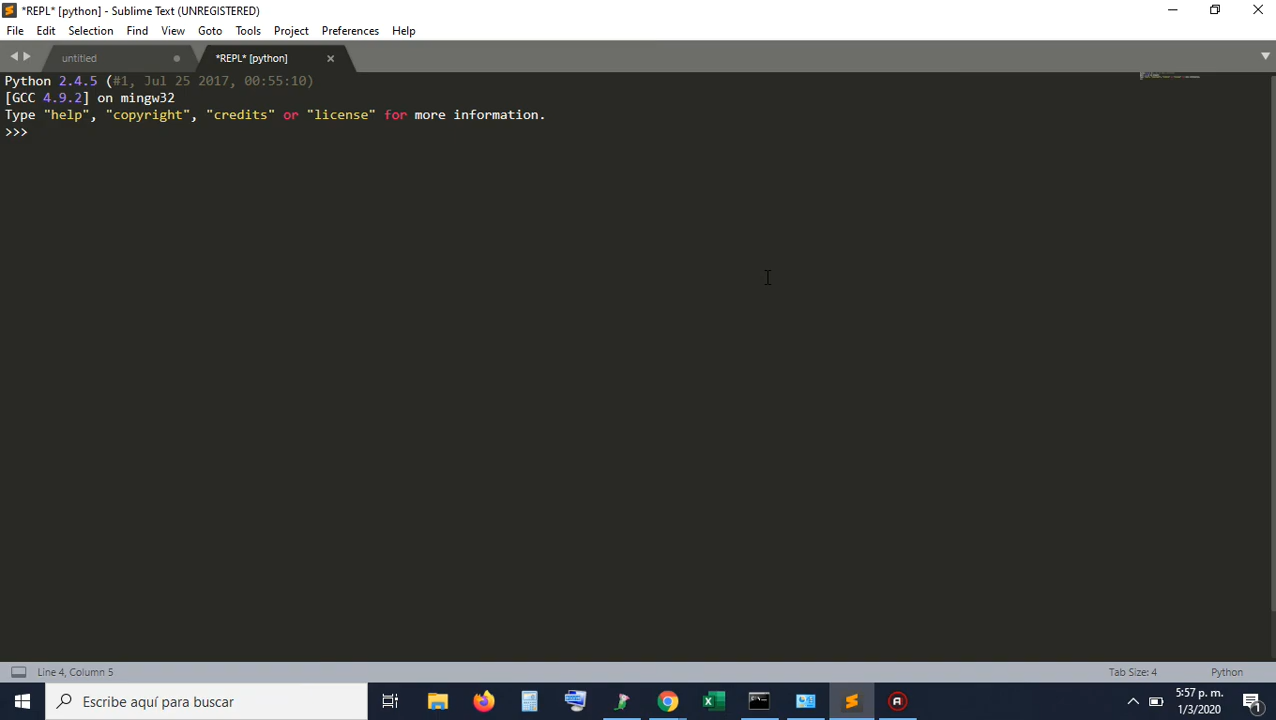 *REPL* [python] - Sublime Text (UNREGISTERED)
File Edit Selection Find View Goto Tools Project Preferences Help
untitled *REPL* [python]
Python 2.4.5 (#1, Jul 25 2017, 00:55:10)
[GCC 4.9.2] on mingw32
Type "help", "copyright", "credits" or "license" for more information.
>>>
Line 4, Column 5 Tab Size: 4 Python
Escribe aquí para buscar
5:57 p. m.
1/3/2020
1